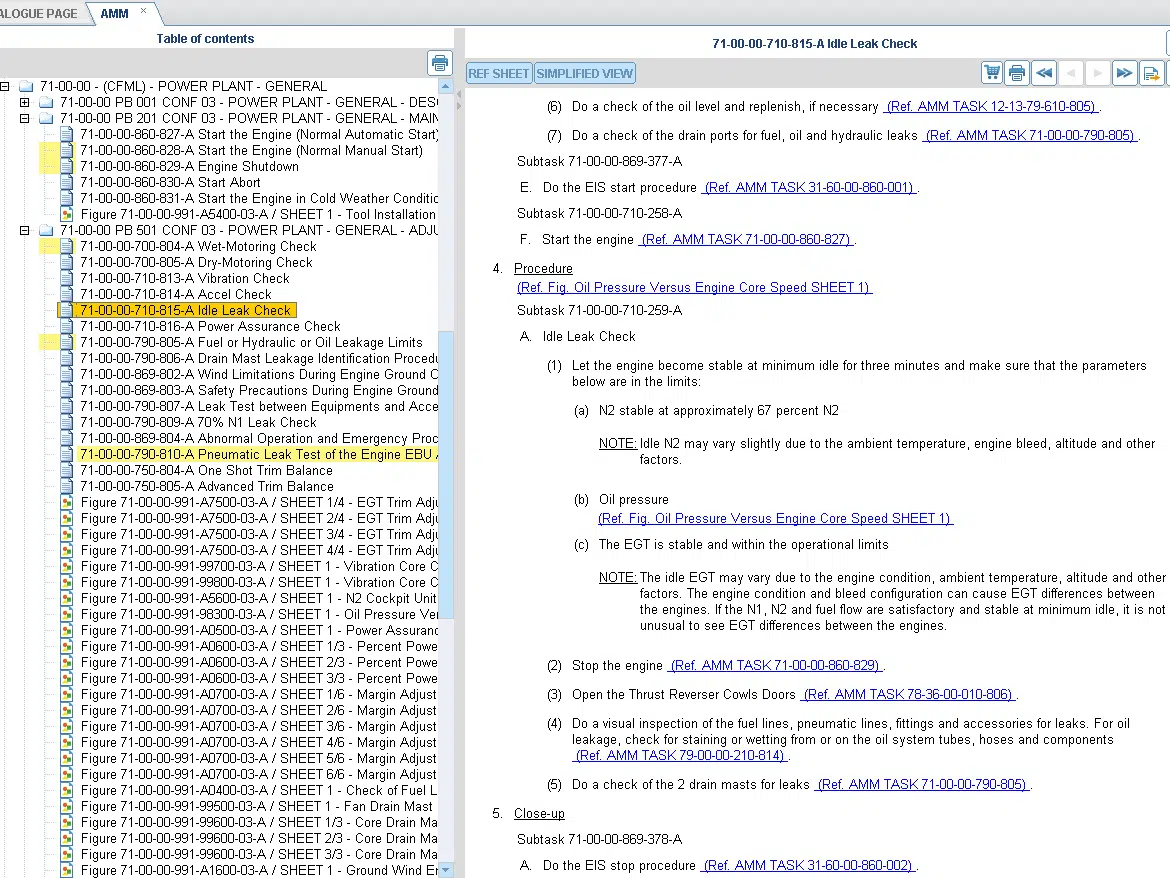 ALOGUE PAGE
AMM ×
Table of contents
71-00-00 - (CFML) - POWER PLANT - GENERAL
71-00-00 PB 001 CONF 03 - POWER PLANT - GENERAL - DESC
71-00-00 PB 201 CONF 03 - POWER PLANT - GENERAL - MAIN
71-00-00-860-827-A Start the Engine (Normal Automatic Start)
71-00-00-860-828-A Start the Engine (Normal Manual Start)
71-00-00-860-829-A Engine Shutdown
71-00-00-860-830-A Start Abort
71-00-00-860-831-A Start the Engine in Cold Weather Conditio
Figure 71-00-00-991-A5400-03-A / SHEET 1 - Tool Installation
71-00-00 PB 501 CONF 03 - POWER PLANT - GENERAL - ADJU
71-00-00-700-804-A Wet-Motoring Check
71-00-00-700-805-A Dry-Motoring Check
71-00-00-710-813-A Vibration Check
71-00-00-710-814-A Accel Check
71-00-00-710-815-A Idle Leak Check
71-00-00-710-816-A Power Assurance Check
71-00-00-790-805-A Fuel or Hydraulic or Oil Leakage Limits
71-00-00-790-806-A Drain Mast Leakage Identification Procedu
71-00-00-869-802-A Wind Limitations During Engine Ground O
71-00-00-869-803-A Safety Precautions During Engine Ground
71-00-00-790-807-A Leak Test between Equipments and Acce
71-00-00-790-809-A 70% N1 Leak Check
71-00-00-869-804-A Abnormal Operation and Emergency Proc
71-00-00-790-810-A Pneumatic Leak Test of the Engine EBU A
71-00-00-750-804-A One Shot Trim Balance
71-00-00-750-805-A Advanced Trim Balance
Figure 71-00-00-991-A7500-03-A / SHEET 1/4 - EGT Trim Adju
Figure 71-00-00-991-A7500-03-A / SHEET 2/4 - EGT Trim Adju
Figure 71-00-00-991-A7500-03-A / SHEET 3/4 - EGT Trim Adju
Figure 71-00-00-991-A7500-03-A / SHEET 4/4 - EGT Trim Adju
Figure 71-00-00-991-99700-03-A / SHEET 1 - Vibration Core C
Figure 71-00-00-991-99800-03-A / SHEET 1 - Vibration Core C
Figure 71-00-00-991-A5600-03-A / SHEET 1 - N2 Cockpit Unit
Figure 71-00-00-991-98300-03-A / SHEET 1 - Oil Pressure Ver
Figure 71-00-00-991-A0500-03-A / SHEET 1 - Power Assuranc
Figure 71-00-00-991-A0600-03-A / SHEET 1/3 - Percent Powe
Figure 71-00-00-991-A0600-03-A / SHEET 2/3 - Percent Powe
Figure 71-00-00-991-A0600-03-A / SHEET 3/3 - Percent Powe
Figure 71-00-00-991-A0700-03-A / SHEET 1/6 - Margin Adjust
Figure 71-00-00-991-A0700-03-A / SHEET 2/6 - Margin Adjust
Figure 71-00-00-991-A0700-03-A / SHEET 3/6 - Margin Adjust
Figure 71-00-00-991-A0700-03-A / SHEET 4/6 - Margin Adjust
Figure 71-00-00-991-A0700-03-A / SHEET 5/6 - Margin Adjust
Figure 71-00-00-991-A0700-03-A / SHEET 6/6 - Margin Adjust
Figure 71-00-00-991-A0400-03-A / SHEET 1 - Check of Fuel L
Figure 71-00-00-991-99500-03-A / SHEET 1 - Fan Drain Mast
Figure 71-00-00-991-99600-03-A / SHEET 1/3 - Core Drain Ma
Figure 71-00-00-991-99600-03-A / SHEET 2/3 - Core Drain Ma
Figure 71-00-00-991-99600-03-A / SHEET 3/3 - Core Drain Ma
Figure 71-00-00-991-A1600-03-A / SHEET 1 - Ground Wind En
71-00-00-710-815-A Idle Leak Check
REF SHEET SIMPLIFIED VIEW
(6) Do a check of the oil level and replenish, if necessary (Ref. AMM TASK 12-13-79-610-805) .
(7) Do a check of the drain ports for fuel, oil and hydraulic leaks (Ref. AMM TASK 71-00-00-790-805) .
Subtask 71-00-00-869-377-A
E. Do the EIS start procedure (Ref. AMM TASK 31-60-00-860-001) .
Subtask 71-00-00-710-258-A
F. Start the engine (Ref. AMM TASK 71-00-00-860-827) .
4. Procedure
(Ref. Fig. Oil Pressure Versus Engine Core Speed SHEET 1)
Subtask 71-00-00-710-259-A
A. Idle Leak Check
(1) Let the engine become stable at minimum idle for three minutes and make sure that the parameters
below are in the limits:
(a) N2 stable at approximately 67 percent N2
NOTE: Idle N2 may vary slightly due to the ambient temperature, engine bleed, altitude and other
factors.
(b) Oil pressure
(Ref. Fig. Oil Pressure Versus Engine Core Speed SHEET 1)
(c) The EGT is stable and within the operational limits
NOTE: The idle EGT may vary due to the engine condition, ambient temperature, altitude and other
factors. The engine condition and bleed configuration can cause EGT differences between
the engines. If the N1, N2 and fuel flow are satisfactory and stable at minimum idle, it is not
unusual to see EGT differences between the engines.
(2) Stop the engine (Ref. AMM TASK 71-00-00-860-829) .
(3) Open the Thrust Reverser Cowls Doors (Ref. AMM TASK 78-36-00-010-806) .
(4) Do a visual inspection of the fuel lines, pneumatic lines, fittings and accessories for leaks. For oil
leakage, check for staining or wetting from or on the oil system tubes, hoses and components
(Ref. AMM TASK 79-00-00-210-814) .
(5) Do a check of the 2 drain masts for leaks (Ref. AMM TASK 71-00-00-790-805) .
5. Close-up
Subtask 71-00-00-869-378-A
A. Do the EIS stop procedure (Ref. AMM TASK 31-60-00-860-002) .